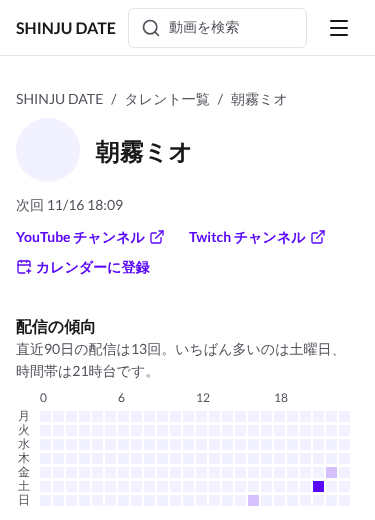 SHINJU DATE
動画を検索
SHINJU DATE / タレント一覧 / 朝霧ミオ
朝霧ミオ
次回 11/16 18:09
YouTube チャンネル
Twitch チャンネル
カレンダーに登録
配信の傾向
直近90日の配信は13回。いちばん多いのは土曜日、
時間帯は21時台です。
0 6 12 18
月
火
水
木
金
土
日